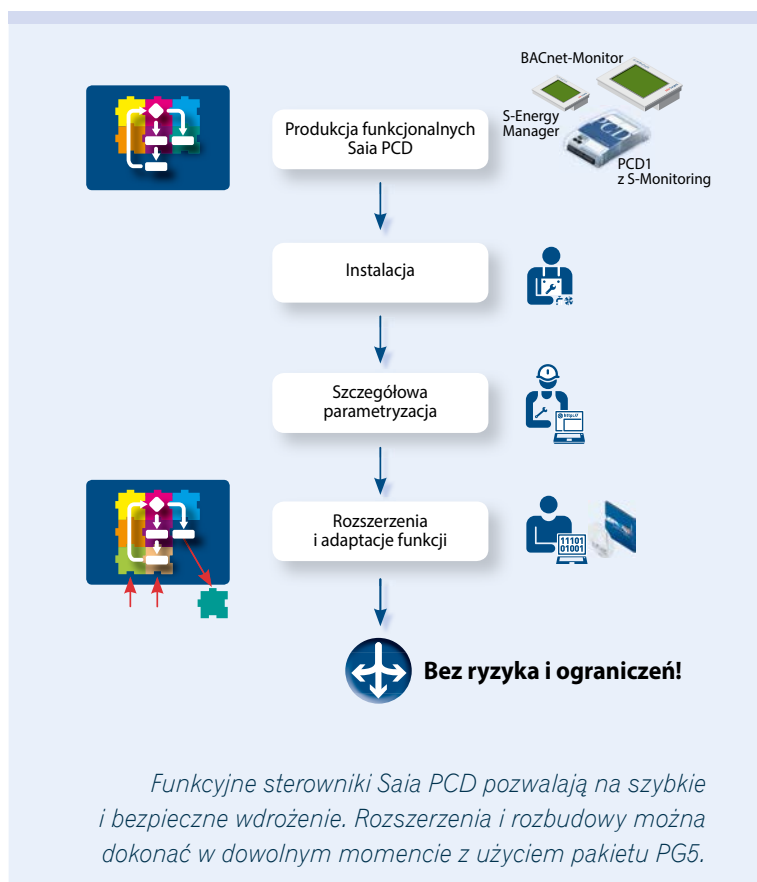 BACnet-Monitor
S-Energy
Manager
PCD
PCD1
z S-Monitoring
Produkcja funkcjonalnych
Saia PCD
Instalacja
Szczegółowa
parametryzacja
http://
Rozszerzenia
i adaptacje funkcji
11101
01001
Bez ryzyka i ograniczeń!
Funkcyjne sterowniki Saia PCD pozwalają na szybkie
i bezpieczne wdrożenie. Rozszerzenia i rozbudowy można
dokonać w dowolnym momencie z użyciem pakietu PG5.